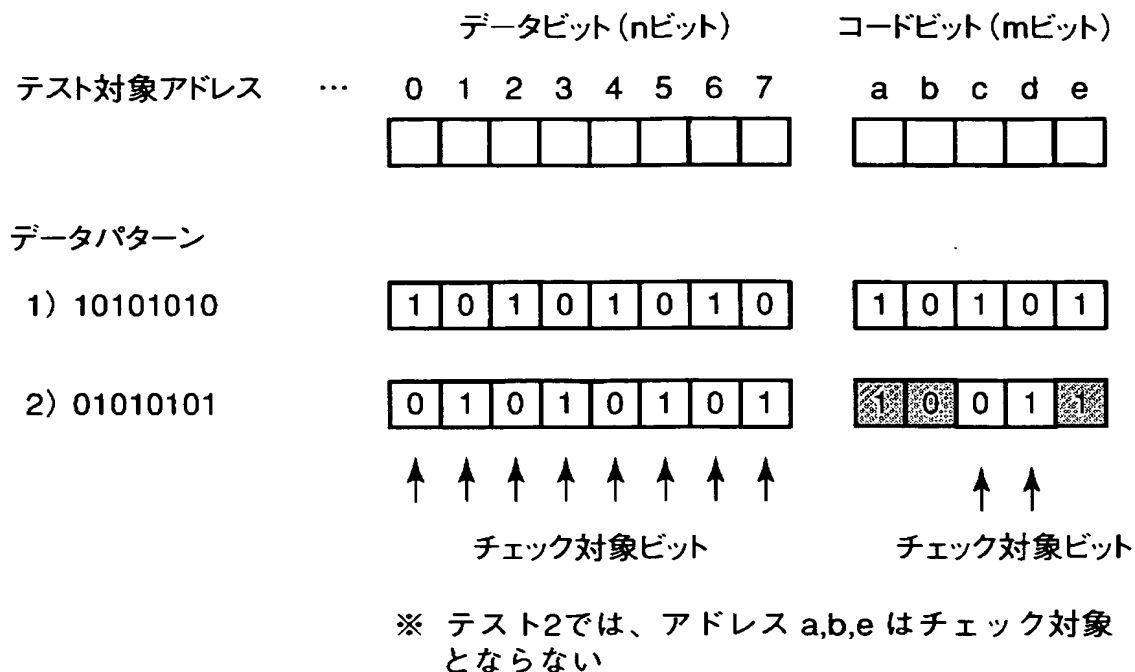 データビット（nビット） コードビット（mビット）
テスト対象アドレス … 0 1 2 3 4 5 6 7 a b c d e
データパターン
1）10101010 1 0 1 0 1 0 1 0 1 0 1 0 1
2）01010101 0 1 0 1 0 1 0 1 1 0 0 1 1
チェック対象ビット チェック対象ビット
※ テスト2では、アドレス a,b,e はチェック対象
とならない